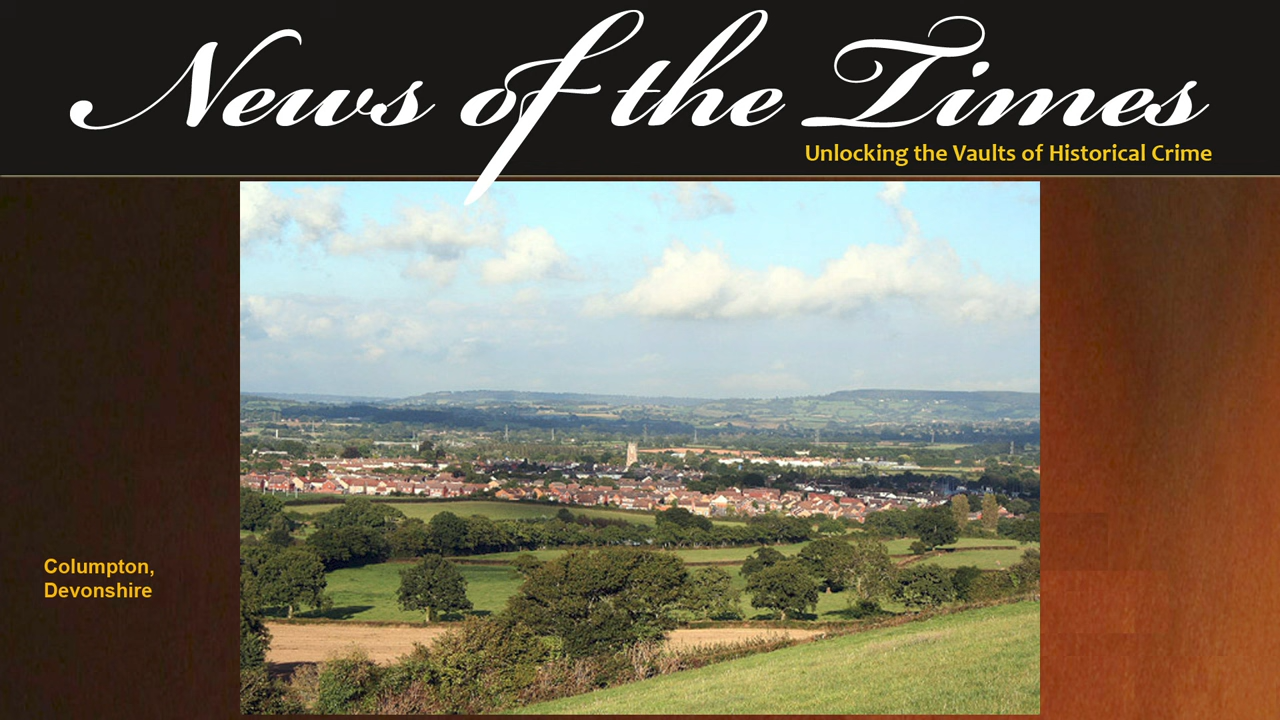 News of the Times
Unlocking the Vaults of Historical Crime
Columpton,
Devonshire